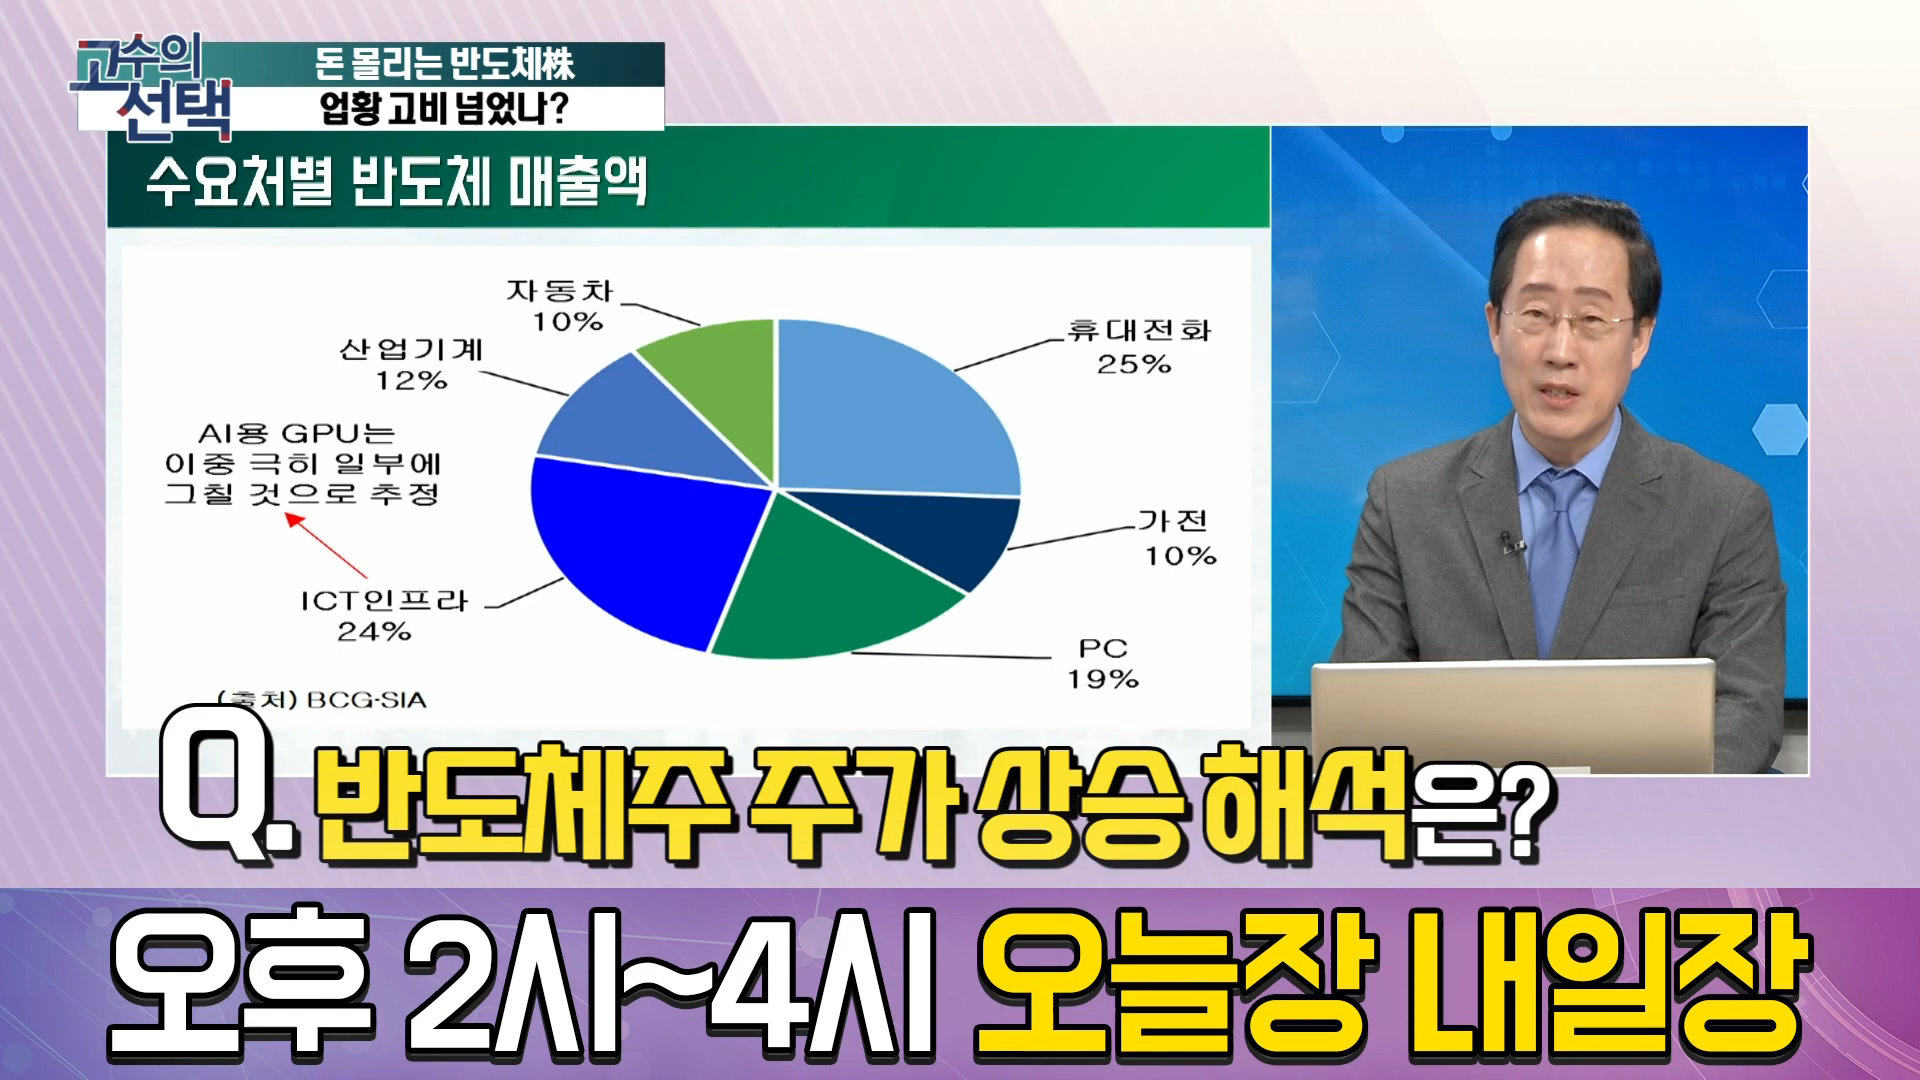 고수의
선택
돈 몰리는 반도체株
업황 고비 넘었나?
수요처별 반도체 매출액
자동차
10%
휴대전화
25%
산업기계
12%
AI용 GPU는
이중 극히 일부에
그칠 것으로 추정
가전
10%
ICT인프라
24%
PC
19%
(출처) BCG·SIA
Q. 반도체주 주가 상승 해석은?
오후 2시~4시 오늘장 내일장